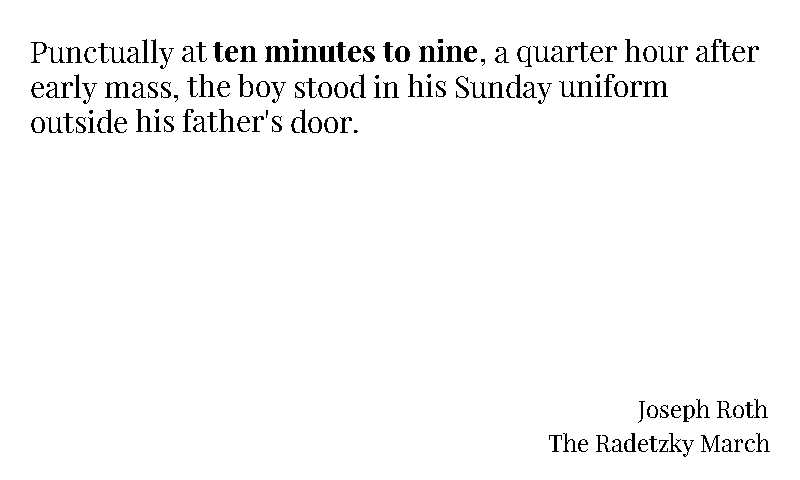 Punctually at ten minutes to nine, a quarter hour after
early mass, the boy stood in his Sunday uniform
outside his father's door.
Joseph Roth
The Radetzky March